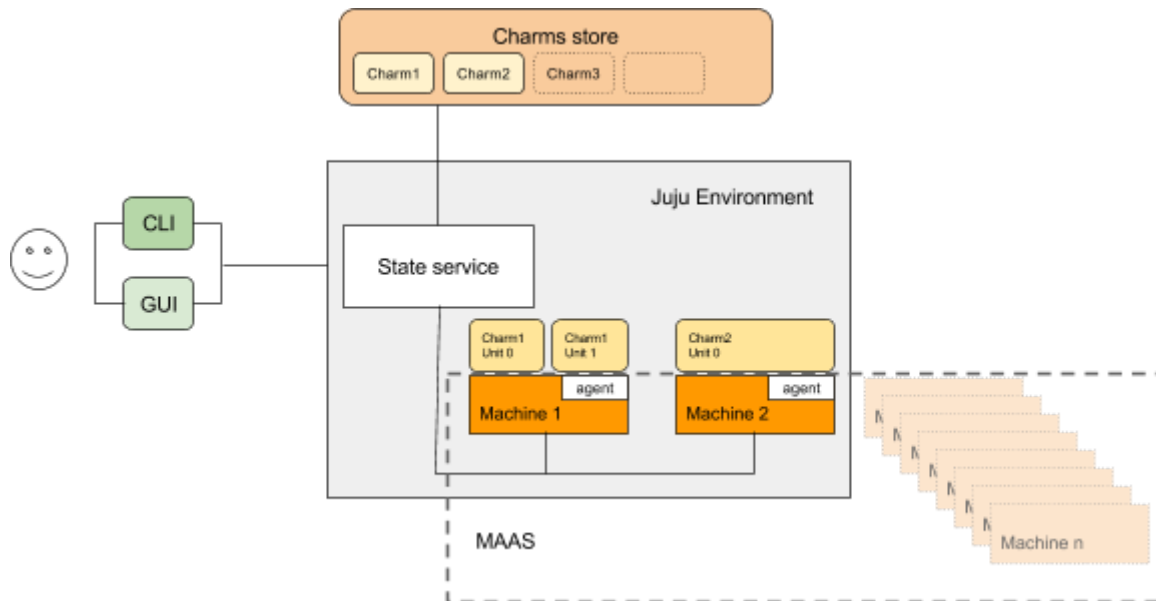 Charms store
Charm1
Charm2
Charm3
Juju Environment
CLI
GUI
State service
Charm1
Unit 0
Charm1
Unit 1
Charm2
Unit 0
agent
Machine 1
agent
Machine 2
M
M
M
M
M
M
M
Machine n
MAAS